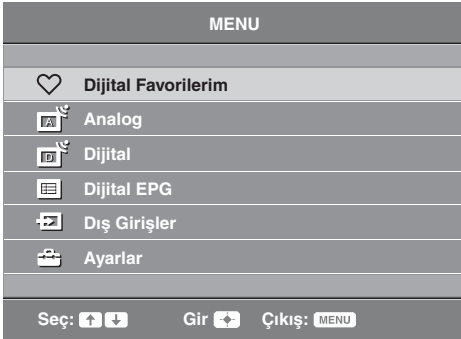 MENU
Dijital Favorilerim
A Analog
D Dijital
Dijital EPG
Dış Girişler
Ayarlar
Seç: Gir Çıkış: MENU